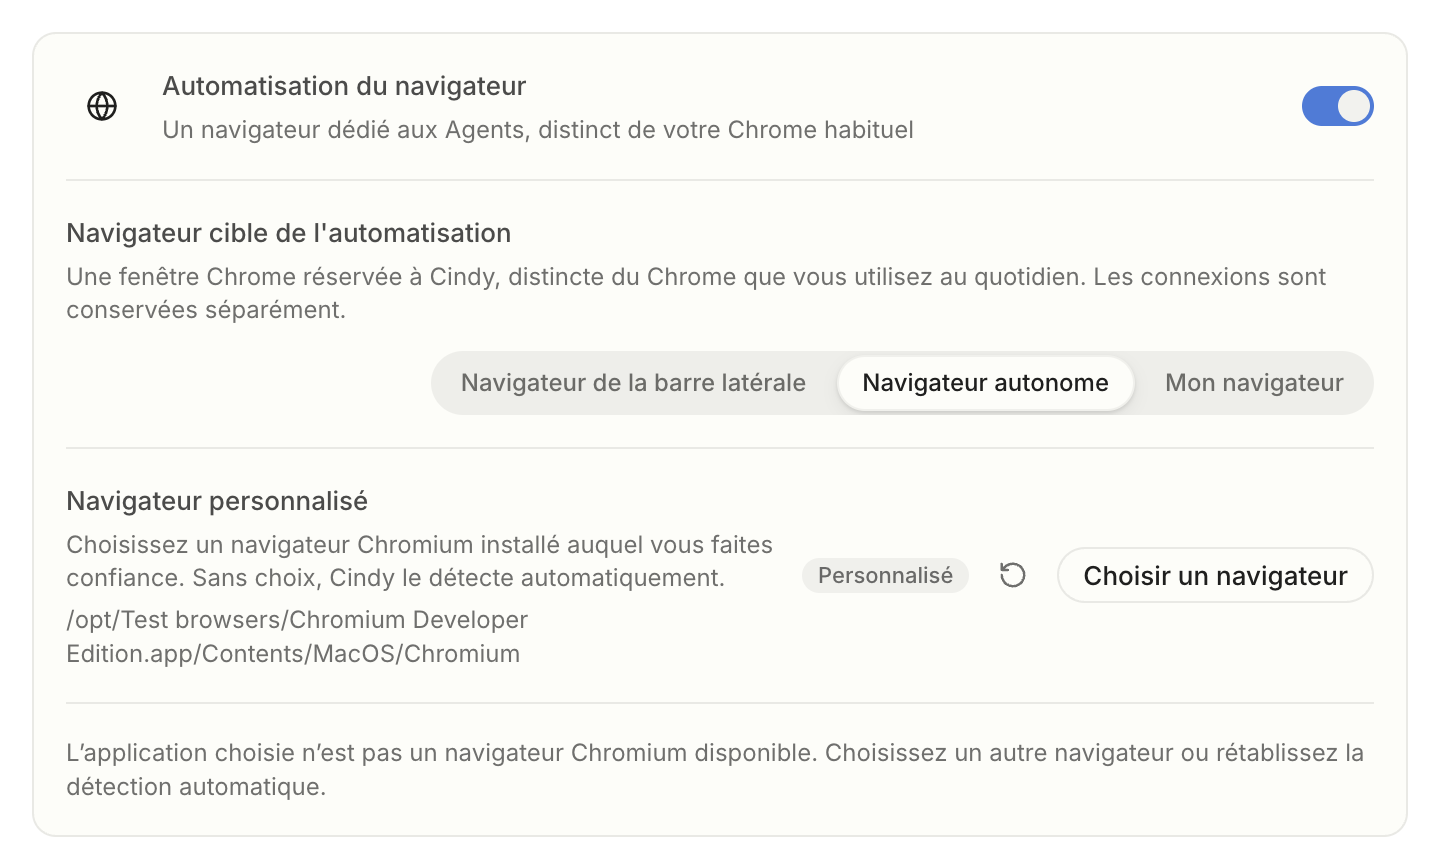 Automatisation du navigateur
Un navigateur dédié aux Agents, distinct de votre Chrome habituel
Navigateur cible de l'automatisation
Une fenêtre Chrome réservée à Cindy, distincte du Chrome que vous utilisez au quotidien. Les connexions sont
conservées séparément.
Navigateur de la barre latérale
Navigateur autonome
Mon navigateur
Navigateur personnalisé
Choisissez un navigateur Chromium installé auquel vous faites
confiance. Sans choix, Cindy le détecte automatiquement.
/opt/Test browsers/Chromium Developer
Edition.app/Contents/MacOS/Chromium
Personnalisé
Choisir un navigateur
L’application choisie n’est pas un navigateur Chromium disponible. Choisissez un autre navigateur ou rétablissez la
détection automatique.